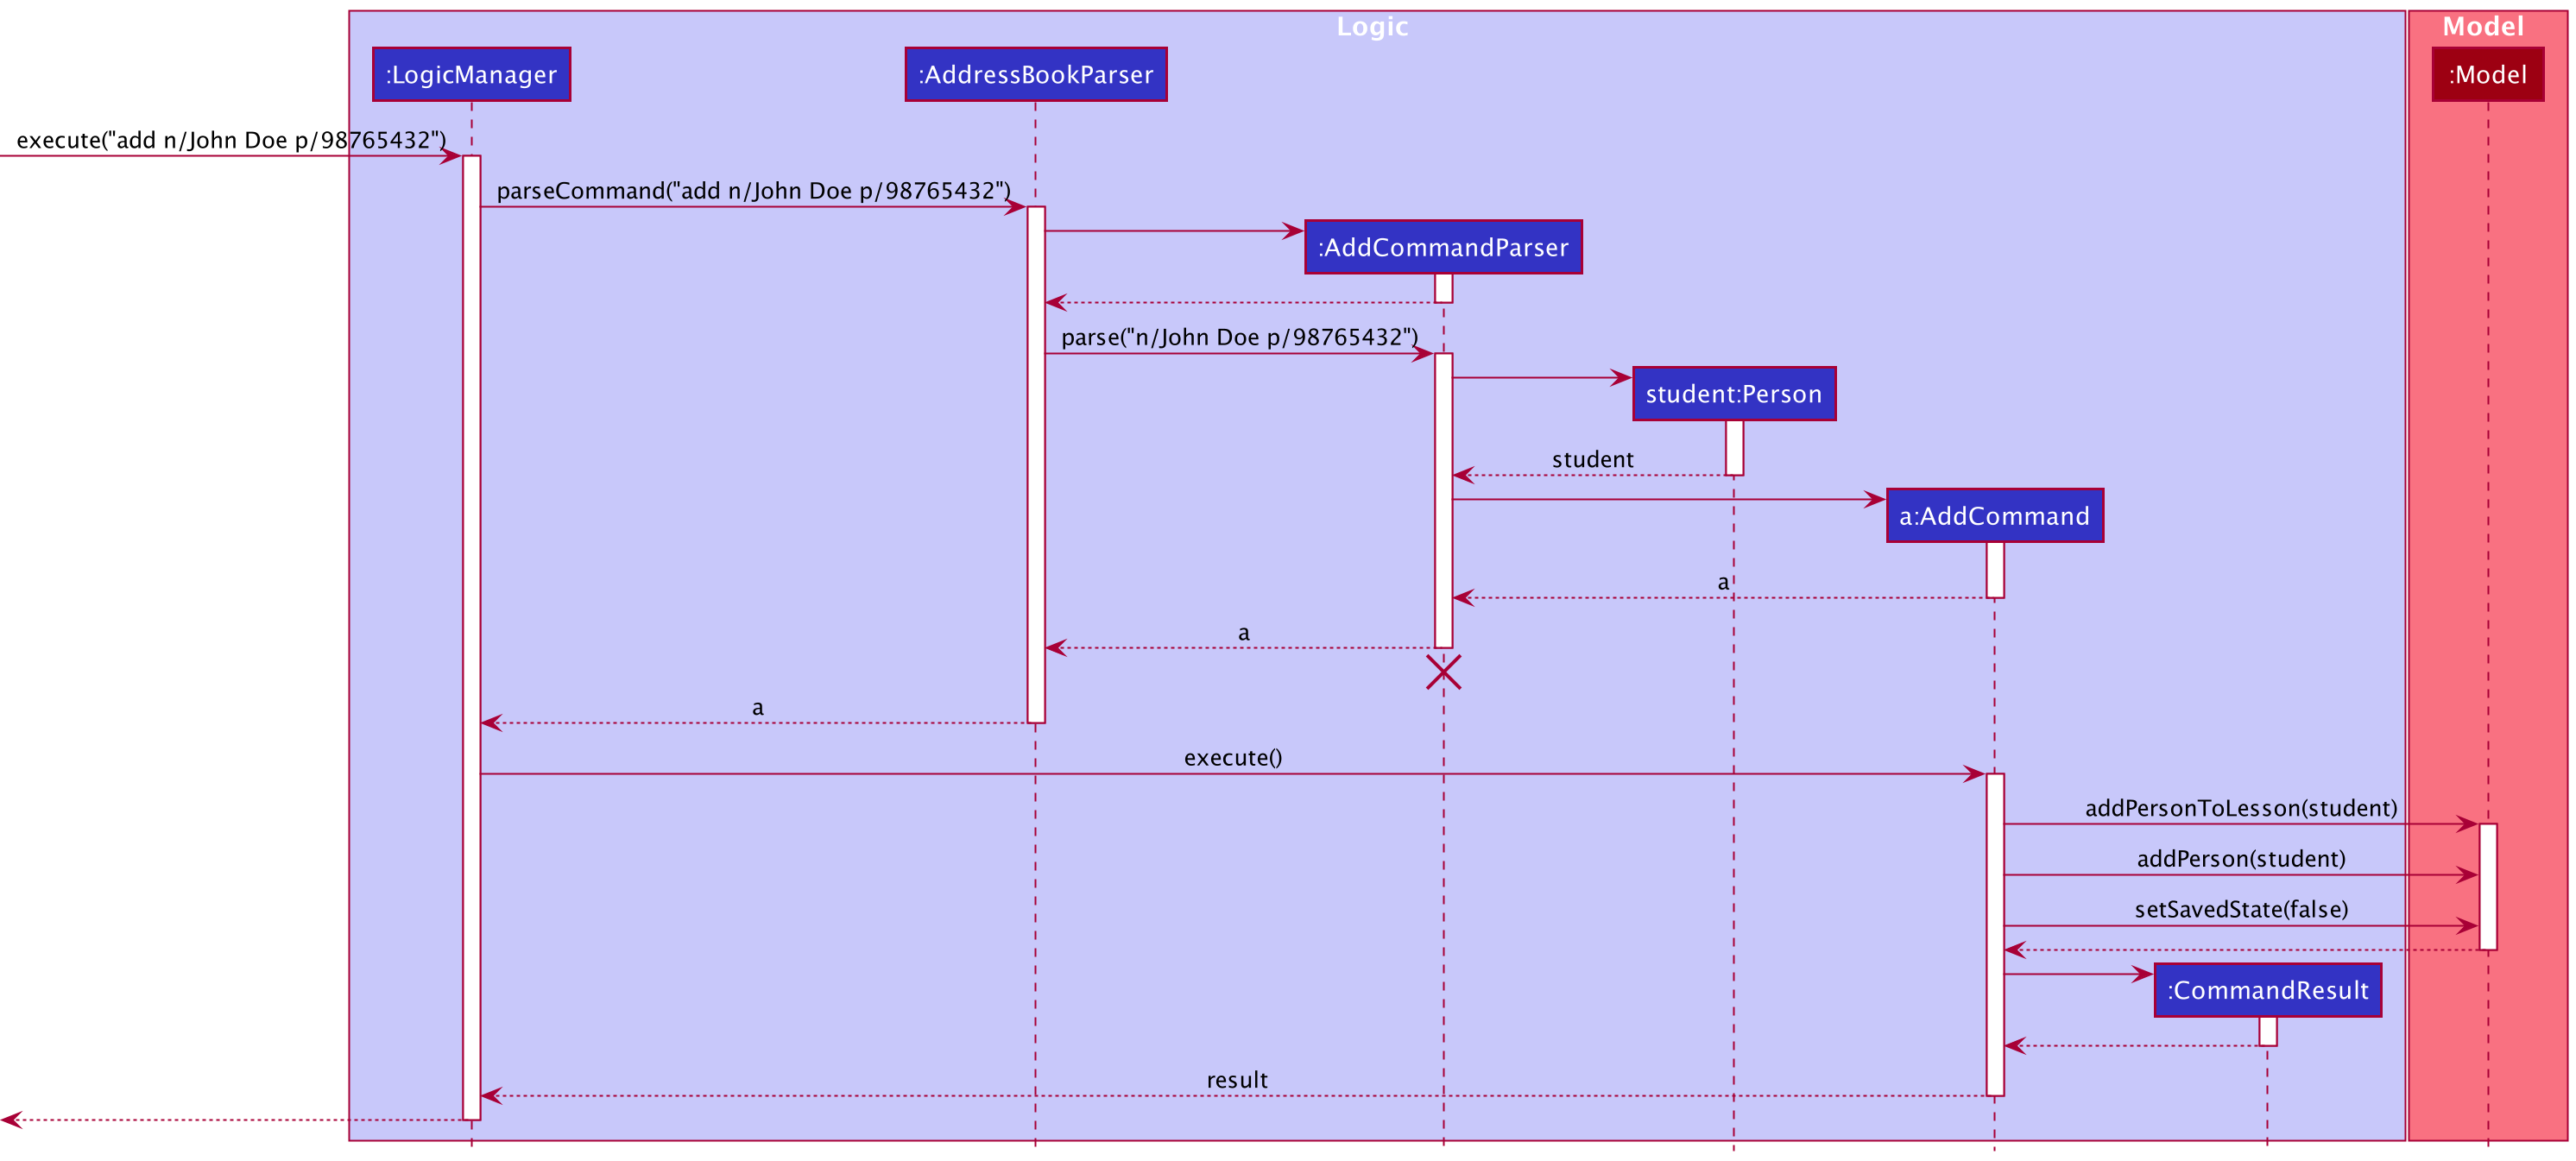 Logic
Model
:LogicManager
:AddressBookParser
:Model
execute("add n/John Doe p/98765432")
parseCommand("add n/John Doe p/98765432")
:AddCommandParser
parse("n/John Doe p/98765432")
student:Person
student
a:AddCommand
a
a
a
execute()
addPersonToLesson(student)
addPerson(student)
setSavedState(false)
:CommandResult
result